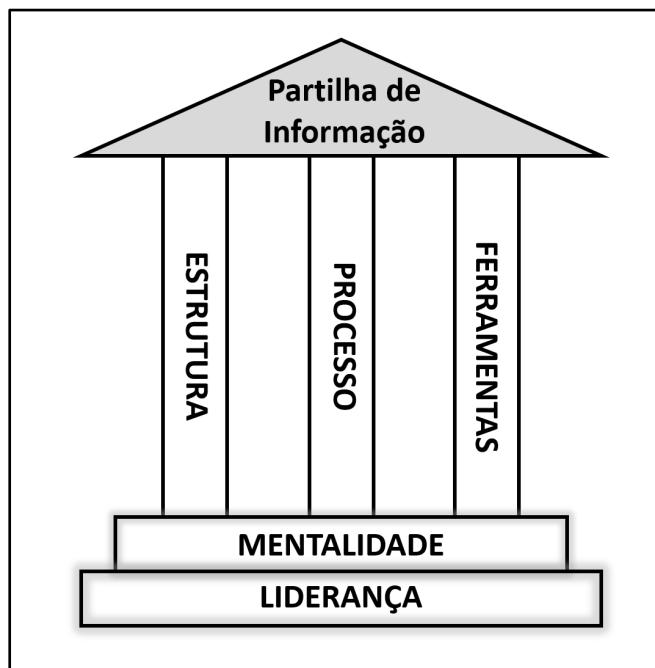 Partilha de
Informação
ESTRUTURA
PROCESSO
FERRAMENTAS
MENTALIDADE
LIDERANÇA